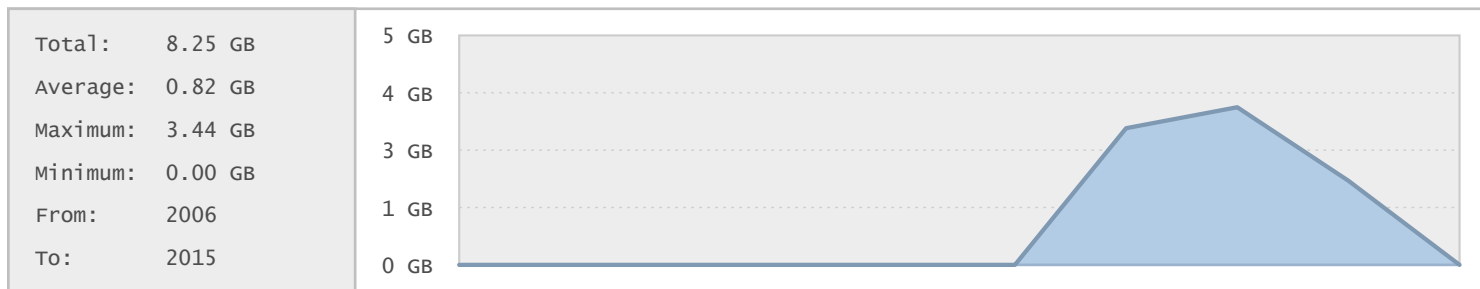 Total: 8.25 GB
Average: 0.82 GB
Maximum: 3.44 GB
Minimum: 0.00 GB
From: 2006
To: 2015
5 GB
4 GB
3 GB
1 GB
0 GB